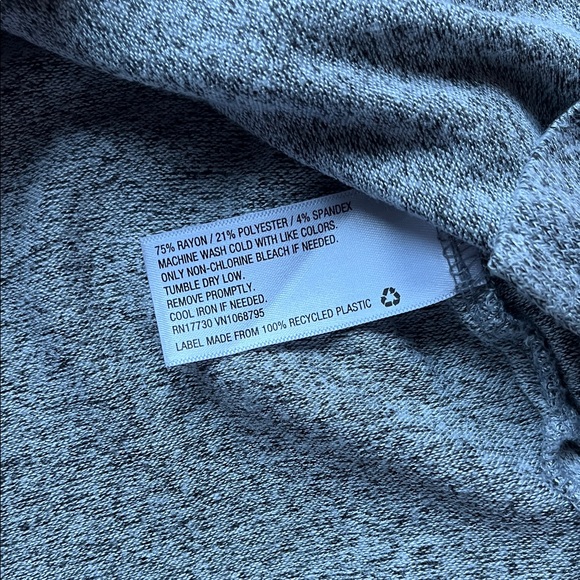 75% RAYON / 21% POLYESTER / 4% SPANDEX
MACHINE WASH COLD WITH LIKE COLORS.
ONLY NON-CHLORINE BLEACH IF NEEDED.
TUMBLE DRY LOW.
REMOVE PROMPTLY.
COOL IRON IF NEEDED.
RN17730 VN1068795
LABEL MADE FROM 100% RECYCLED PLASTIC